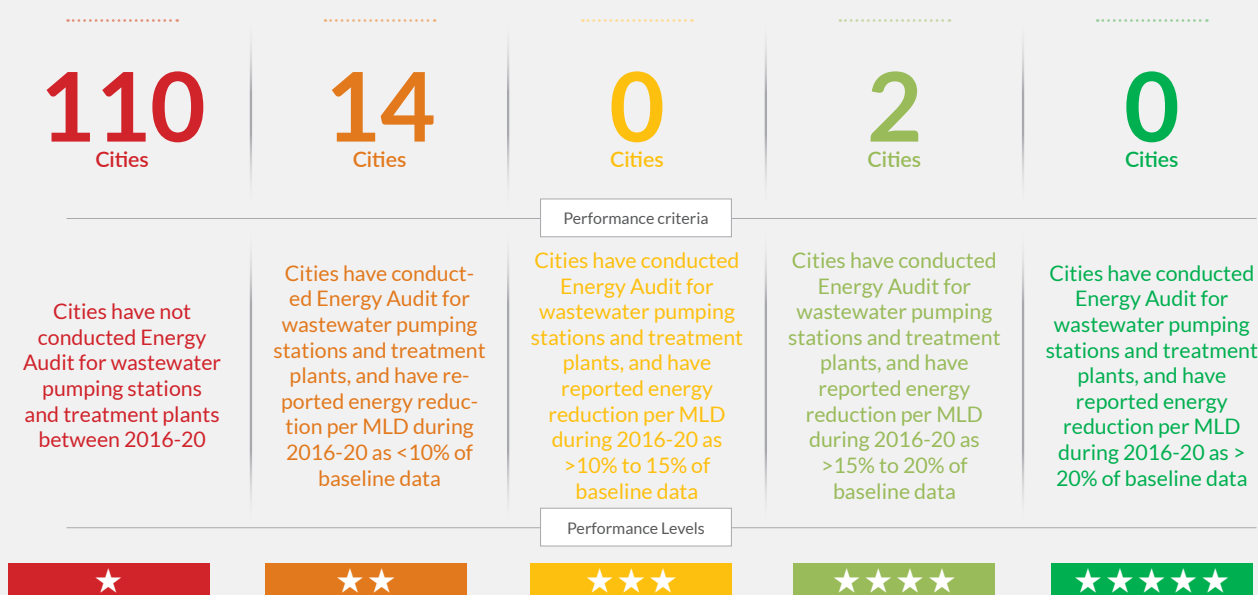 110
Cities
14
Cities
0
Cities
2
Cities
0
Cities
Performance criteria
Cities have not
conducted Energy
Audit for wastewater
pumping stations
and treatment plants
between 2016-20
Cities have conduct-
ed Energy Audit for
wastewater pumping
stations and treatment
plants, and have re-
ported energy reduc-
tion per MLD during
2016-20 as <10% of
baseline data
Cities have conducted
Energy Audit for
wastewater pumping
stations and treatment
plants, and have
reported energy
reduction per MLD
during 2016-20 as
>10% to 15% of
baseline data
Cities have conducted
Energy Audit for
wastewater pumping
stations and treatment
plants, and have
reported energy
reduction per MLD
during 2016-20 as
>15% to 20% of
baseline data
Cities have conducted
Energy Audit for
wastewater pumping
stations and treatment
plants, and have
reported energy
reduction per MLD
during 2016-20 as >
20% of baseline data
Performance Levels